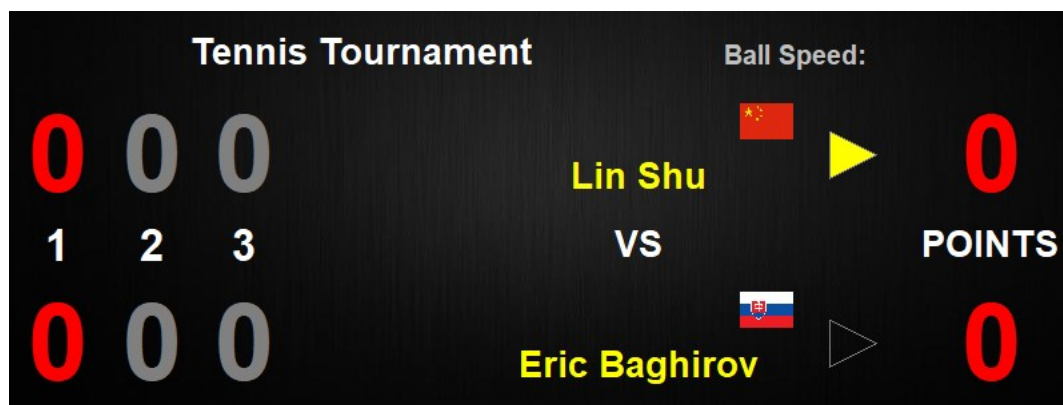 Tennis Tournament Ball Speed:
0 0 0 Lin Shu 0
1 2 3 VS POINTS
0 0 0 Eric Baghirov 0